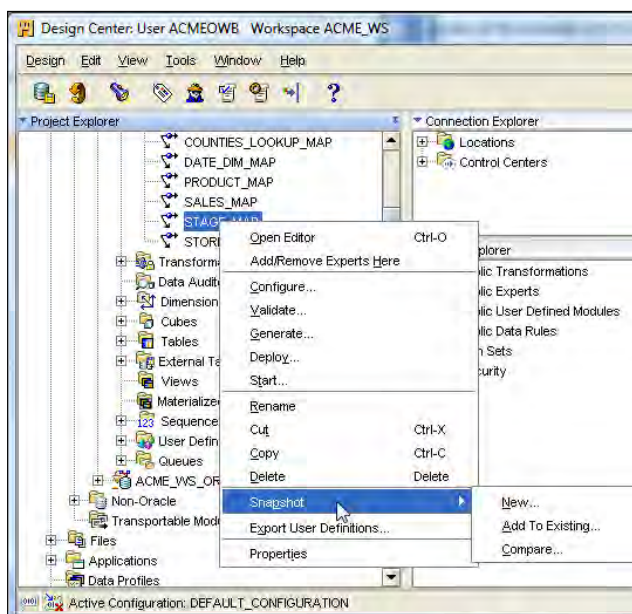 Design Center: User ACMEOWB Workspace ACME_WS
Design Edit View Tools Window Help
Project Explorer
COUNTIES_LOOKUP_MAP
DATE_DIM_MAP
PRODUCT_MAP
SALES_MAP
STAGE_MAP
STOR
Transforma
Data Audit
Dimension
Cubes
Tables
External Ta
Views
Materialize
Sequence
User Defin
Queues
ACME_WS_OR
Non-Oracle
Transportable Mod
Files
Applications
Data Profiles
Connection Explorer
Locations
Control Centers
plorer
lic Transformations
lic Experts
lic User Defined Modules
lic Data Rules
n Sets
curity
Open Editor Ctrl-O
Add/Remove Experts Here
Configure...
Validate...
Generate...
Deploy...
Start...
Rename
Cut Ctrl-X
Copy Ctrl-C
Delete Delete
Snapshot
Export User Definitions...
Properties
New...
Add To Existing...
Compare...
Active Configuration: DEFAULT_CONFIGURATION